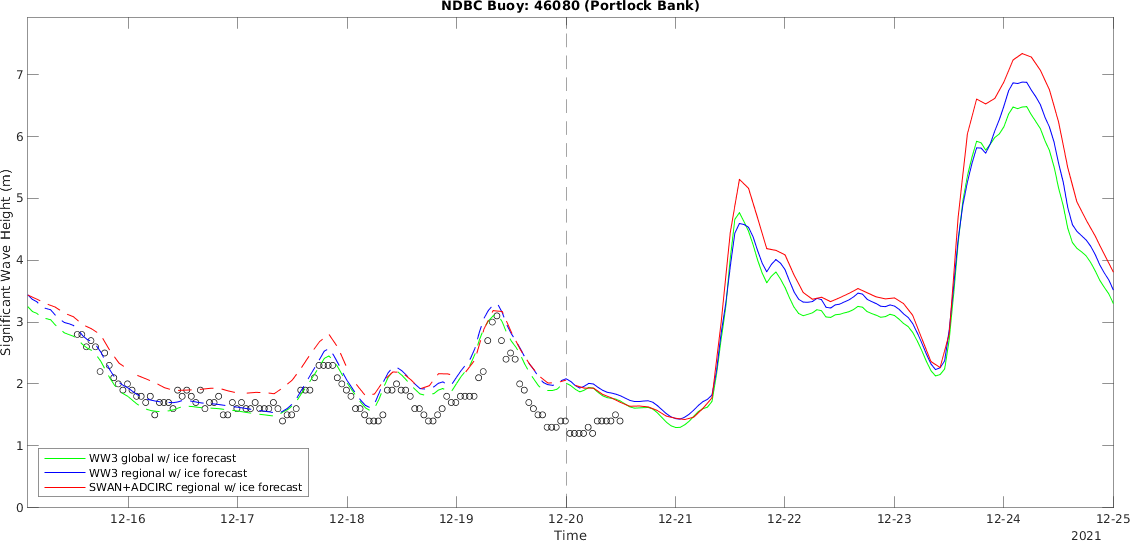 NDBC Buoy: 46080 (Portlock Bank)
Significant Wave Height (m)
7
6
5
4
3
2
1
0
WW3 global w/ ice forecast
WW3 regional w/ ice forecast
SWAN+ADCIRC regional w/ ice forecast
12-16 12-17 12-18 12-19 12-20 12-21 12-22 12-23 12-24 12-25
Time
2021